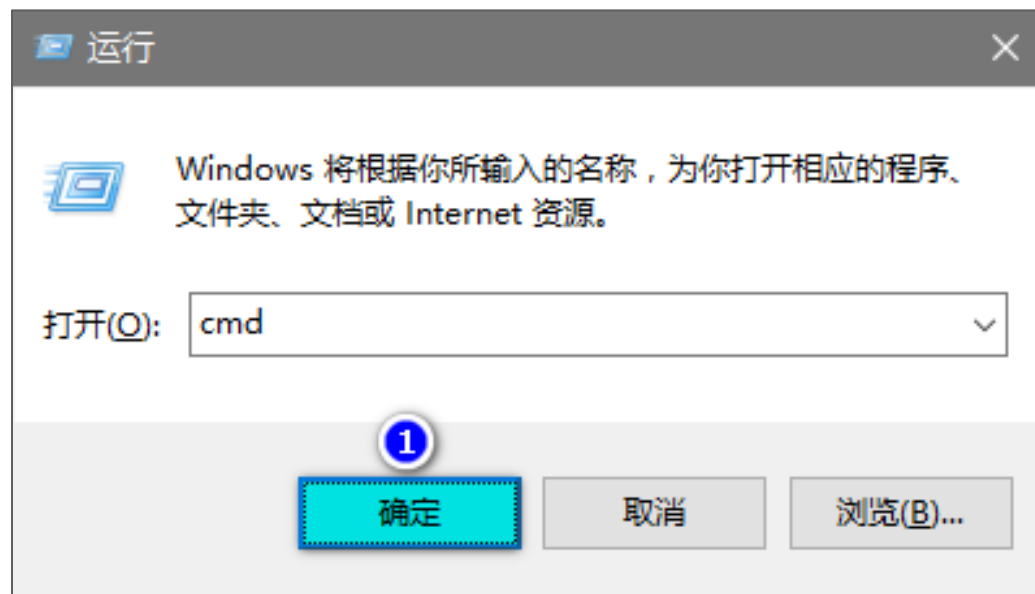 运行
Windows 将根据你所输入的名称，为你打开相应的程序、
文件夹、文档或 Internet 资源。
打开(O): cmd
1
确定 取消 浏览(B)...